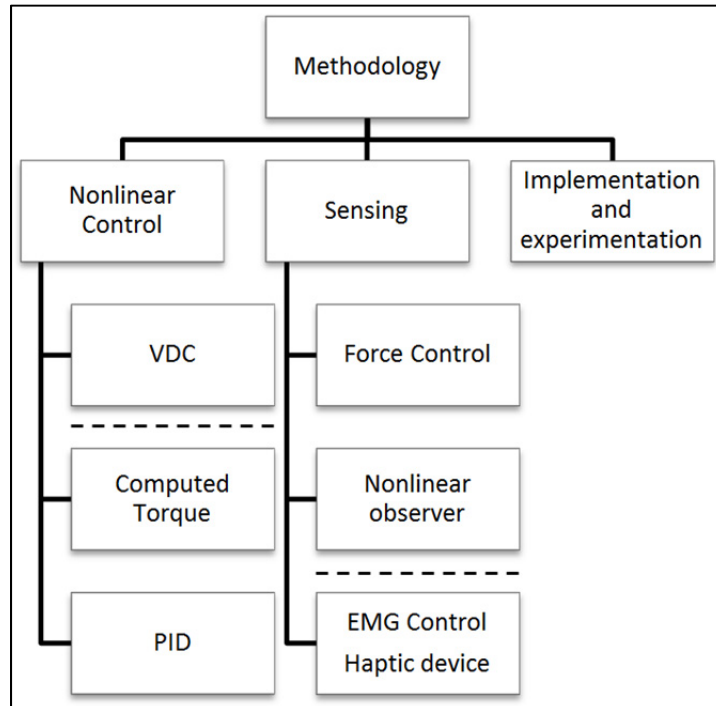 Methodology
Nonlinear
Control
Sensing
Implementation
and
experimentation
VDC
Force Control
Computed
Torque
Nonlinear
observer
PID
EMG Control
Haptic device